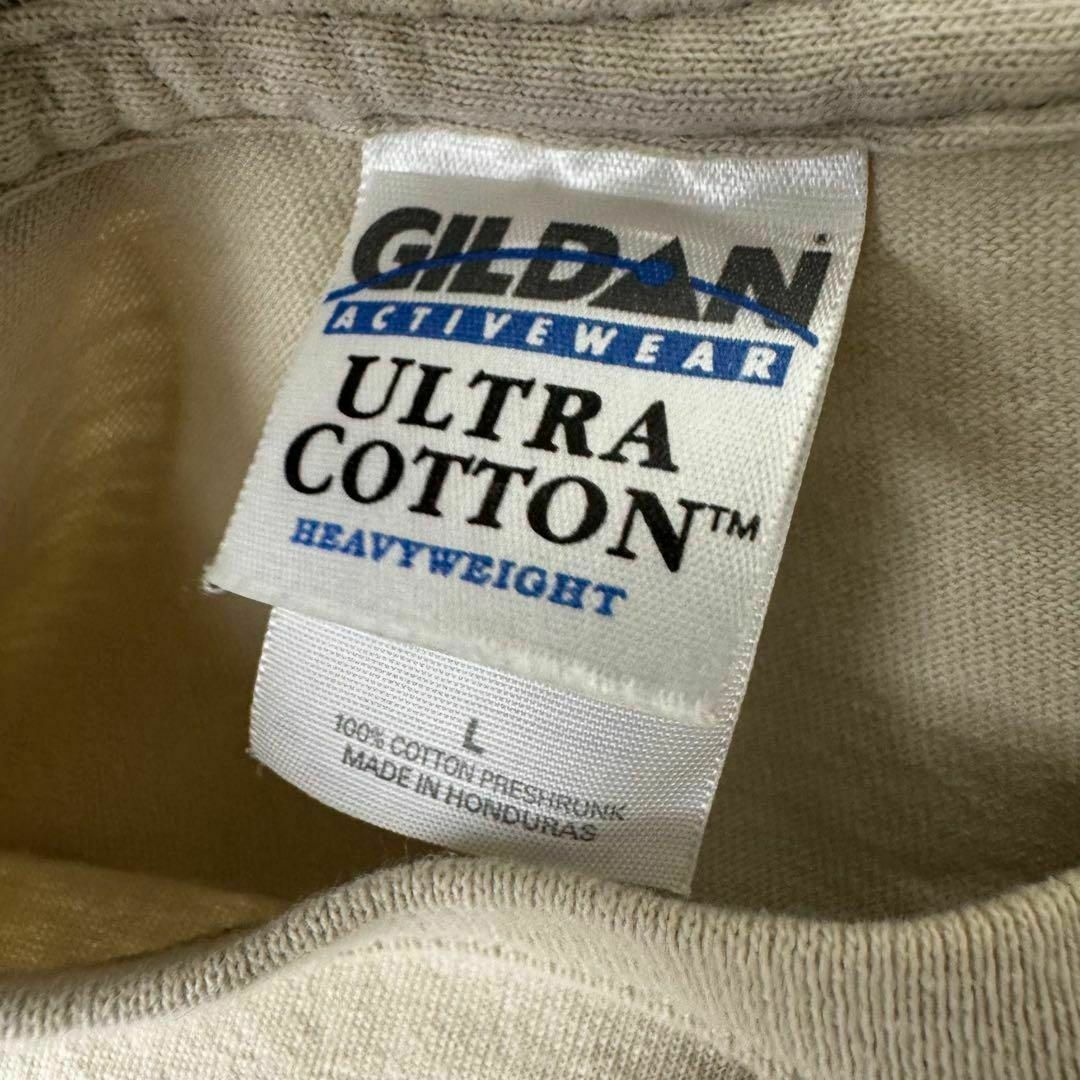 GILDAN®
ACTIVEWEAR
ULTRA
COTTON™
HEAVYWEIGHT
L
100% COTTON PRESHRUNK
MADE IN HONDURAS